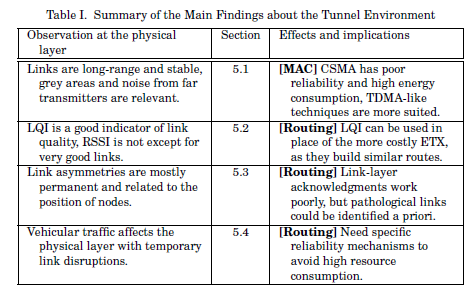 Table I. Summary of the Main Findings about the Tunnel Environment
Observation at the physical layer Section Effects and implications
Links are long-range and stable, grey areas and noise from far transmitters are relevant. 5.1 [MAC] CSMA has poor reliability and high energy consumption, TDMA-like techniques are more suited.
LQI is a good indicator of link quality, RSSI is not except for very good links. 5.2 [Routing] LQI can be used in place of the more costly ETX, as they build similar routes.
Link asymmetries are mostly permanent and related to the position of nodes. 5.3 [Routing] Link-layer acknowledgments work poorly, but pathological links could be identified a priori.
Vehicular traffic affects the physical layer with temporary link disruptions. 5.4 [Routing] Need specific reliability mechanisms to avoid high resource consumption.